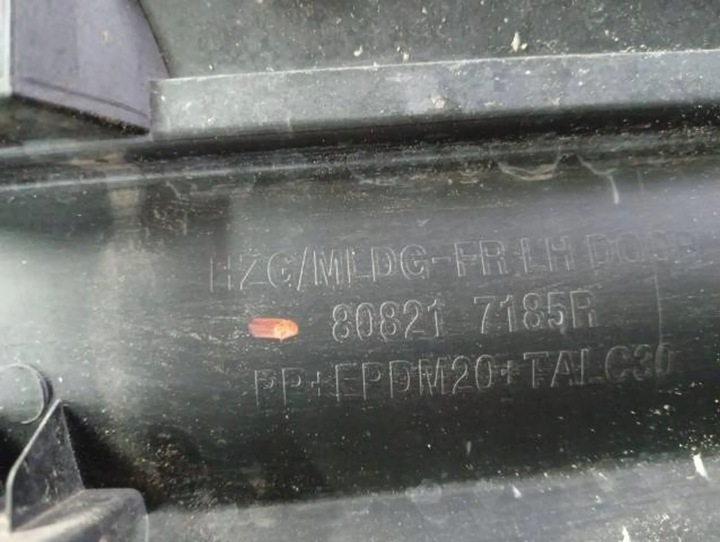 HZG/MLDG-FR LH DOOR
80821 7185R
PP+EPDM20+TALC30